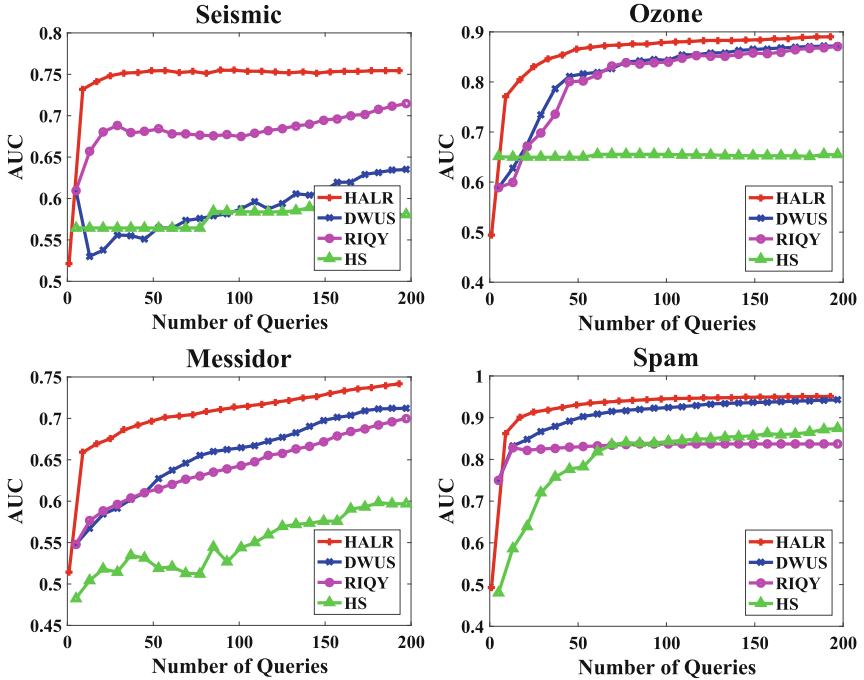 Seismic
AUC
0.8
0.75
0.7
0.65
0.6
0.55
0.5
0 50 100 150 200
Number of Queries
HALR
DWUS
RIQY
HS
Ozone
AUC
0.9
0.8
0.7
0.6
0.5
0.4
0 50 100 150 200
Number of Queries
HALR
DWUS
RIQY
HS
Messidor
AUC
0.75
0.7
0.65
0.6
0.55
0.5
0.45
0 50 100 150 200
Number of Queries
HALR
DWUS
RIQY
HS
Spam
AUC
1
0.9
0.8
0.7
0.6
0.5
0.4
0 50 100 150 200
Number of Queries
HALR
DWUS
RIQY
HS